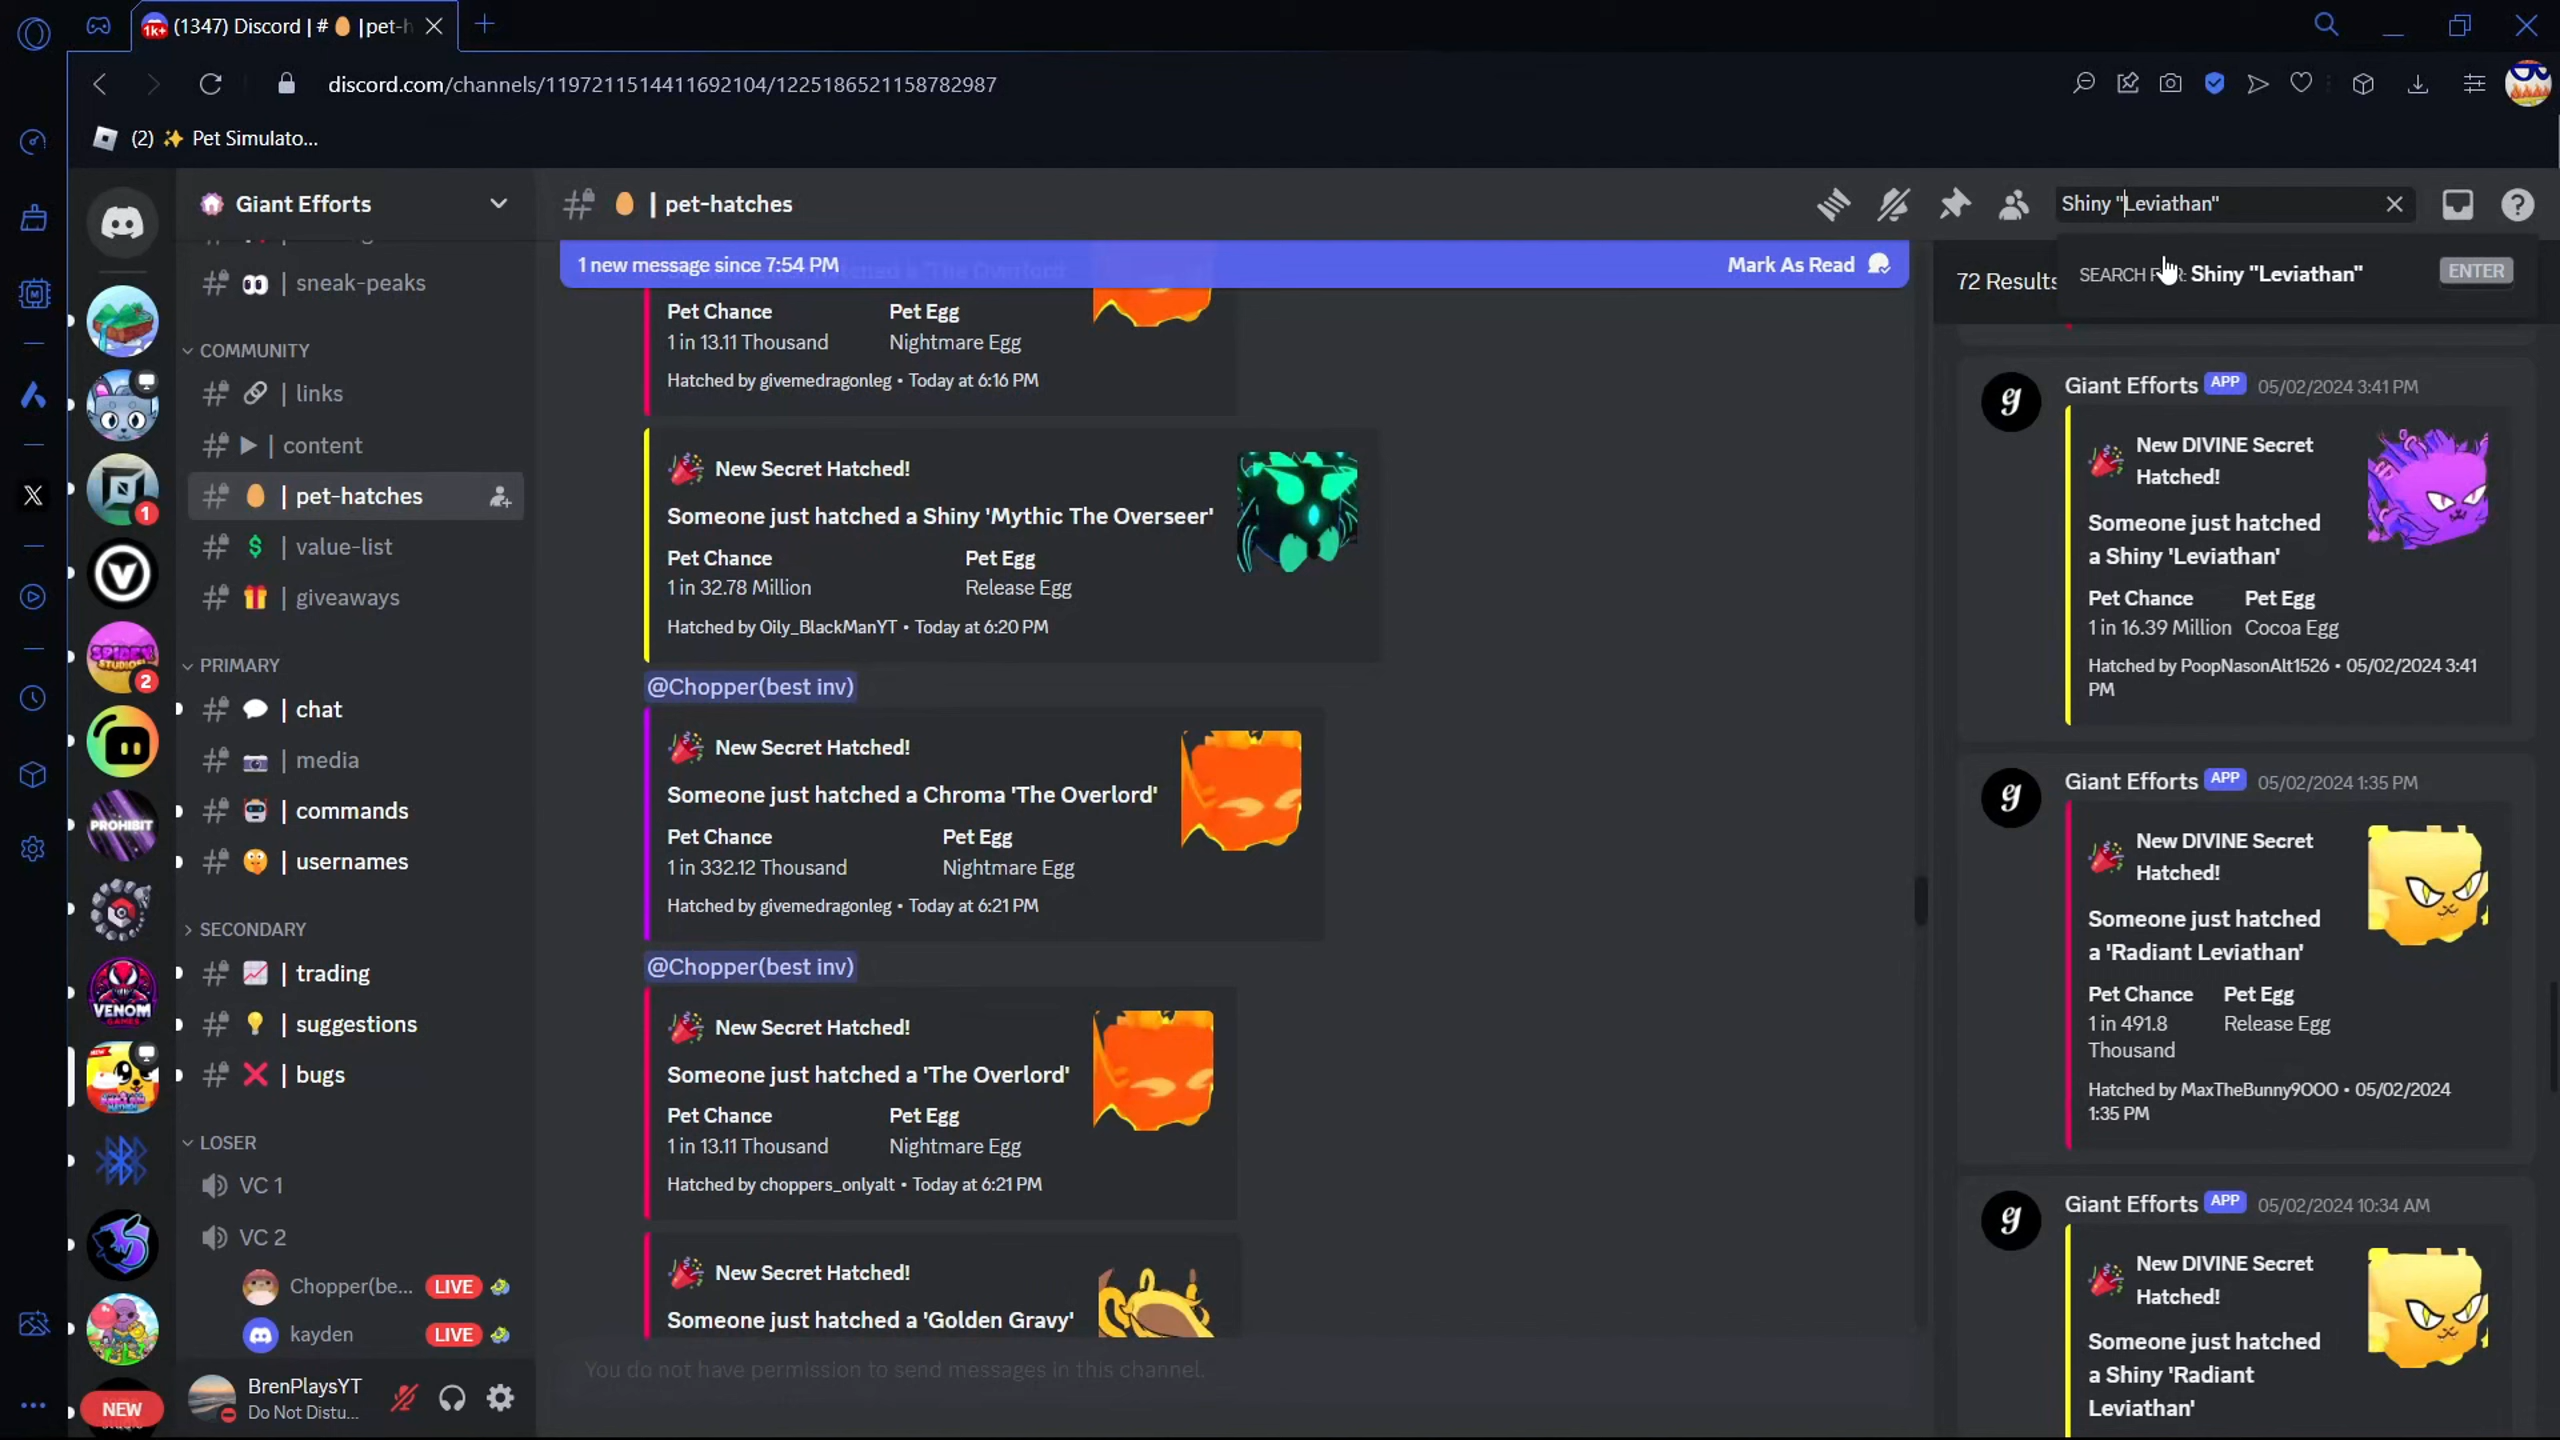 (1347) Discord | # 🥚 |pet-h
discord.com/channels/1197211514411692104/1225186521158782987
(2) ✨ Pet Simulato...
Giant Efforts
| pet-hatches
Shiny "Leviathan"
sneak-peaks
COMMUNITY
| links
| content
| pet-hatches
| value-list
| giveaways
PRIMARY
| chat
| media
| commands
| usernames
SECONDARY
| trading
| suggestions
| bugs
LOSER
VC 1
VC 2
Chopper(be... LIVE
kayden LIVE
BrenPlaysYT
Do Not Distu...
1
2
SPIDEY
STUDIOS
PROHIBIT
VENOM
GAMES
NEW
NEW
1 new message since 7:54 PM
Mark As Read
Pet Chance Pet Egg
1 in 13.11 Thousand Nightmare Egg
Hatched by givemedragonleg • Today at 6:16 PM
New Secret Hatched!
Someone just hatched a Shiny 'Mythic The Overseer'
Pet Chance Pet Egg
1 in 32.78 Million Release Egg
Hatched by Oily_BlackManYT • Today at 6:20 PM
@Chopper(best inv)
New Secret Hatched!
Someone just hatched a Chroma 'The Overlord'
Pet Chance Pet Egg
1 in 332.12 Thousand Nightmare Egg
Hatched by givemedragonleg • Today at 6:21 PM
@Chopper(best inv)
New Secret Hatched!
Someone just hatched a 'The Overlord'
Pet Chance Pet Egg
1 in 13.11 Thousand Nightmare Egg
Hatched by choppers_onlyalt • Today at 6:21 PM
New Secret Hatched!
Someone just hatched a 'Golden Gravy'
You do not have permission to send messages in this channel.
72 Results
SEARCH Shiny "Leviathan" ENTER
Giant Efforts APP 05/02/2024 3:41 PM
New DIVINE Secret
Hatched!
Someone just hatched
a Shiny 'Leviathan'
Pet Chance Pet Egg
1 in 16.39 Million Cocoa Egg
Hatched by PoopNasonAlt1526 • 05/02/2024 3:41
PM
Giant Efforts APP 05/02/2024 1:35 PM
New DIVINE Secret
Hatched!
Someone just hatched
a 'Radiant Leviathan'
Pet Chance Pet Egg
1 in 491.8 Release Egg
Thousand
Hatched by MaxTheBunny9000 • 05/02/2024
1:35 PM
Giant Efforts APP 05/02/2024 10:34 AM
New DIVINE Secret
Hatched!
Someone just hatched
a Shiny 'Radiant
Leviathan'